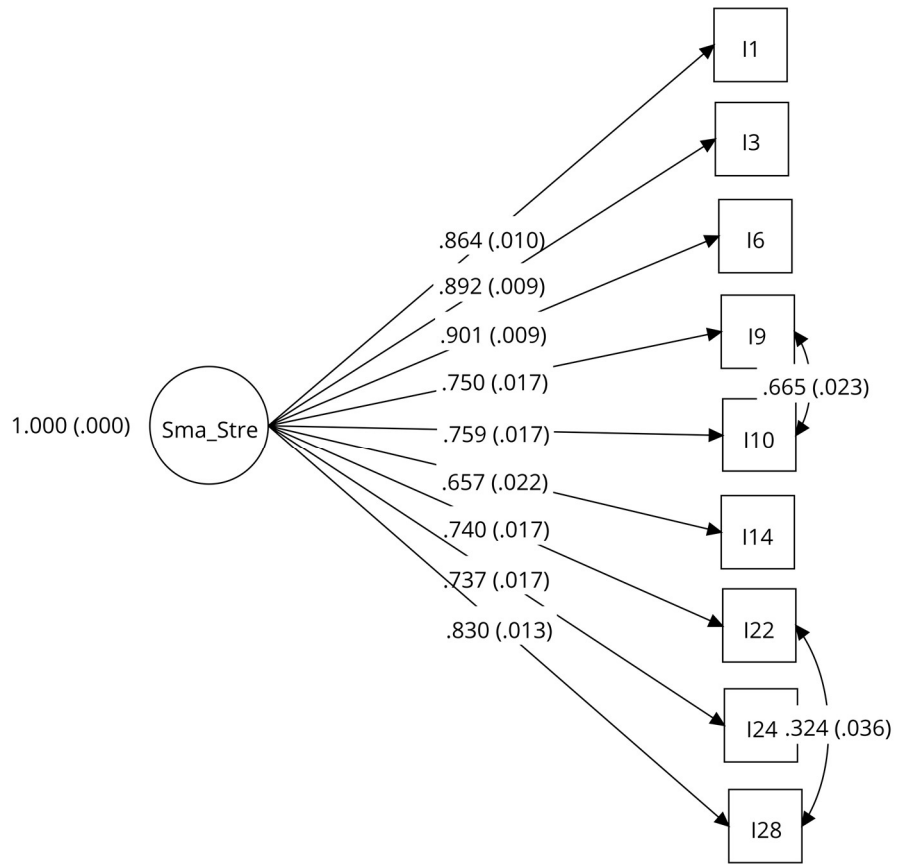 I1
I3
I6
.864 (.010)
.892 (.009)
.901 (.009)
I9
.750 (.017)
.665 (.023)
1.000 (.000)
Sma_Stre
.759 (.017)
I10
.657 (.022)
I14
.740 (.017)
.737 (.017)
.830 (.013)
I22
I24
.324 (.036)
I28